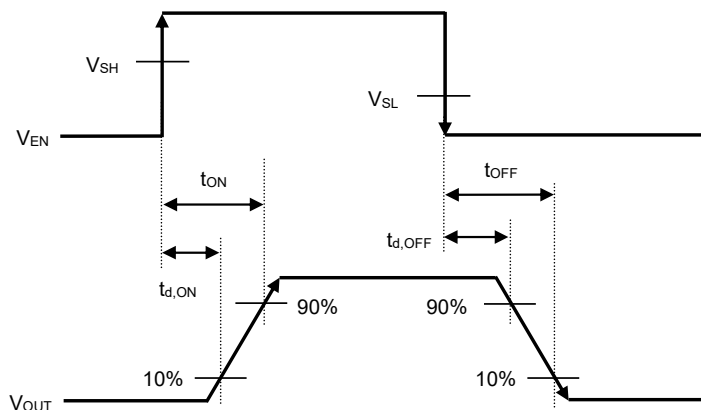 VSH
VSL
VEN
tON
tOFF
td,OFF
td,ON
90%
90%
10%
10%
VOUT